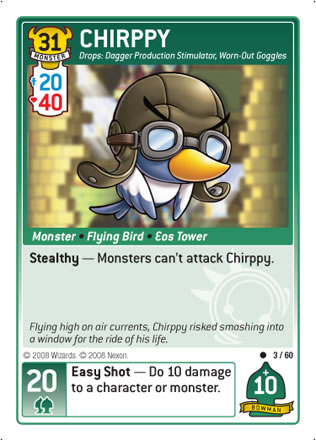 31
MONSTER
CHIRPPY
Drops: Dagger Production Stimulator, Worn-Out Goggles
20
40
Monster • Flying Bird • Eos Tower
Stealthy — Monsters can't attack Chirppy.
Flying high on air currents, Chirppy risked smashing into
a window for the ride of his life.
© 2008 Wizards. © 2008 Nexon.
3 / 60
20
Easy Shot — Do 10 damage
to a character or monster.
+
10
BOWMAN